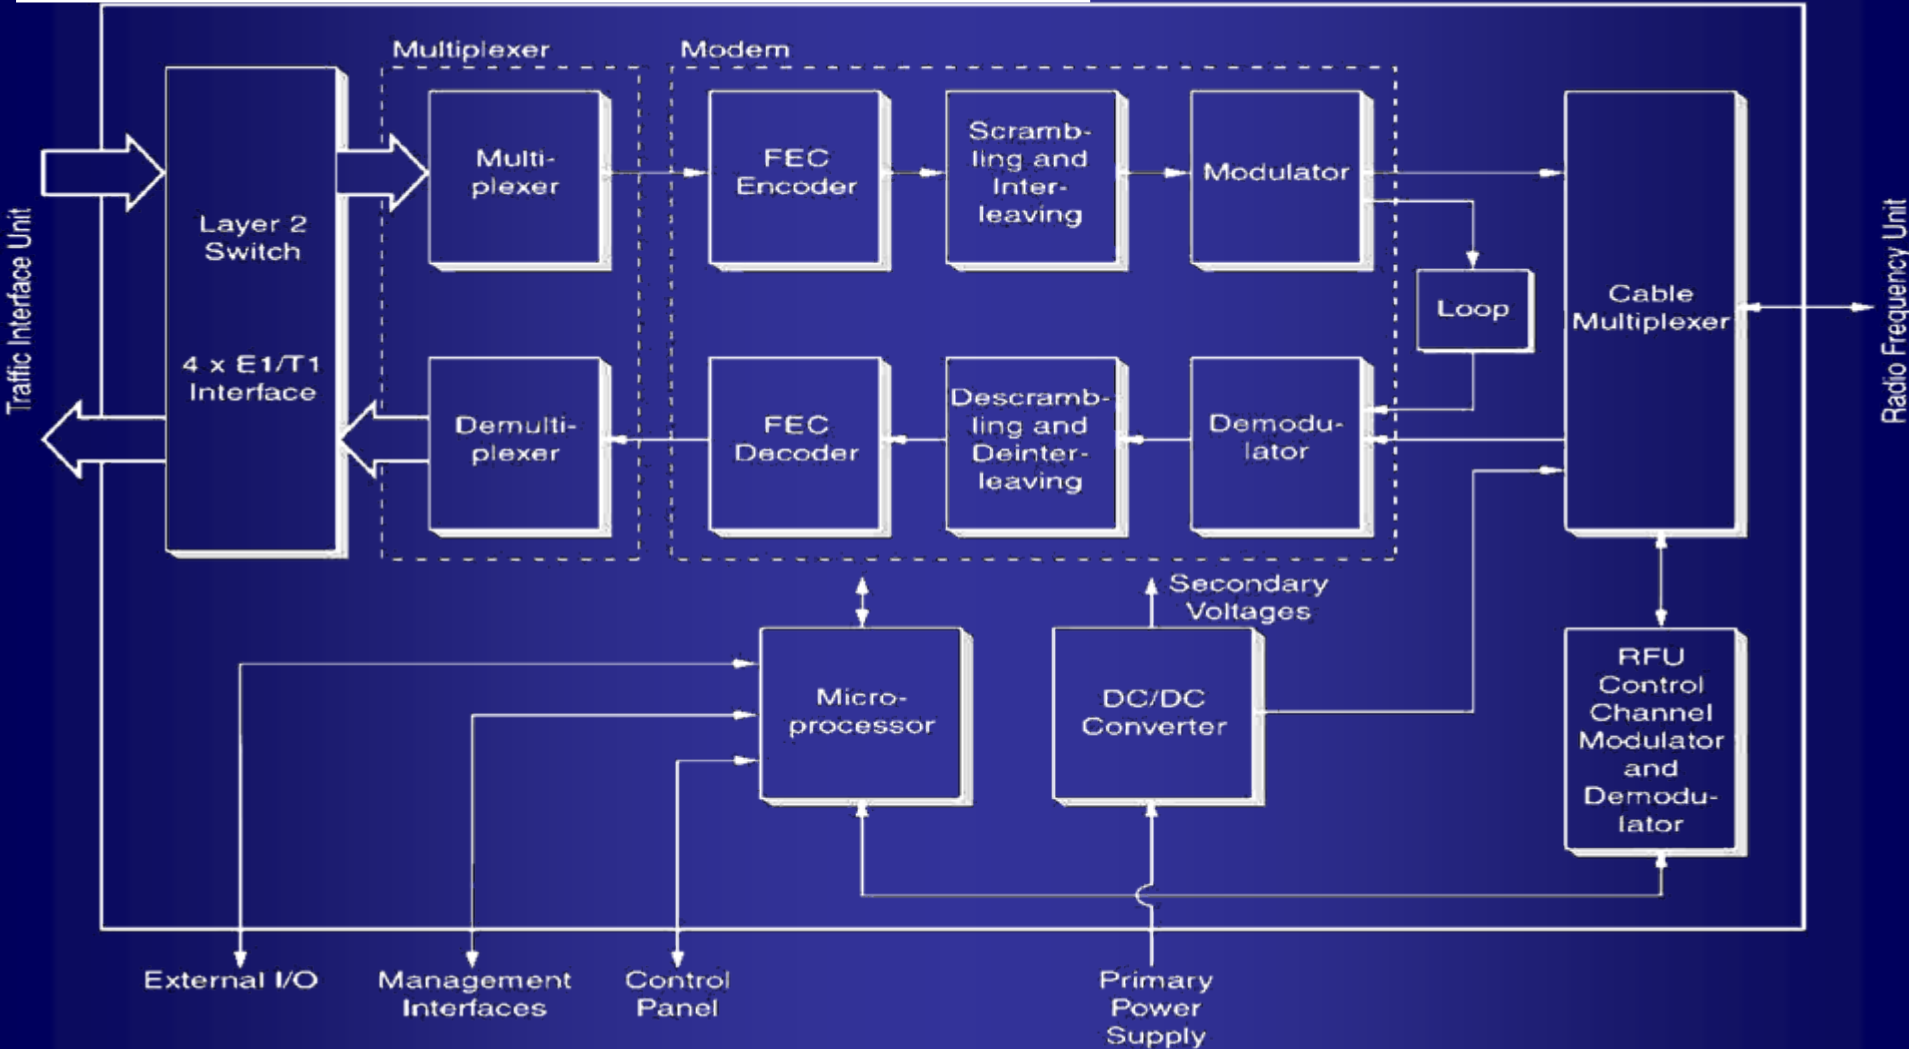 Multiplexer
Modem
Traffic Interface Unit
Layer 2
Switch
4 x E1/T1
Interface
Multi-
plexer
FEC
Encoder
Scramb-
ling and
Inter-
leaving
Modulator
Loop
Cable
Multiplexer
Radio Frequency Unit
Demulti-
plexer
FEC
Decoder
Descramb-
ling and
Deinter-
leaving
Demodu-
lator
Secondary
Voltages
Micro-
processor
DC/DC
Converter
RFU
Control
Channel
Modulator
and
Demodu-
lator
External I/O
Management
Interfaces
Control
Panel
Primary
Power
Supply